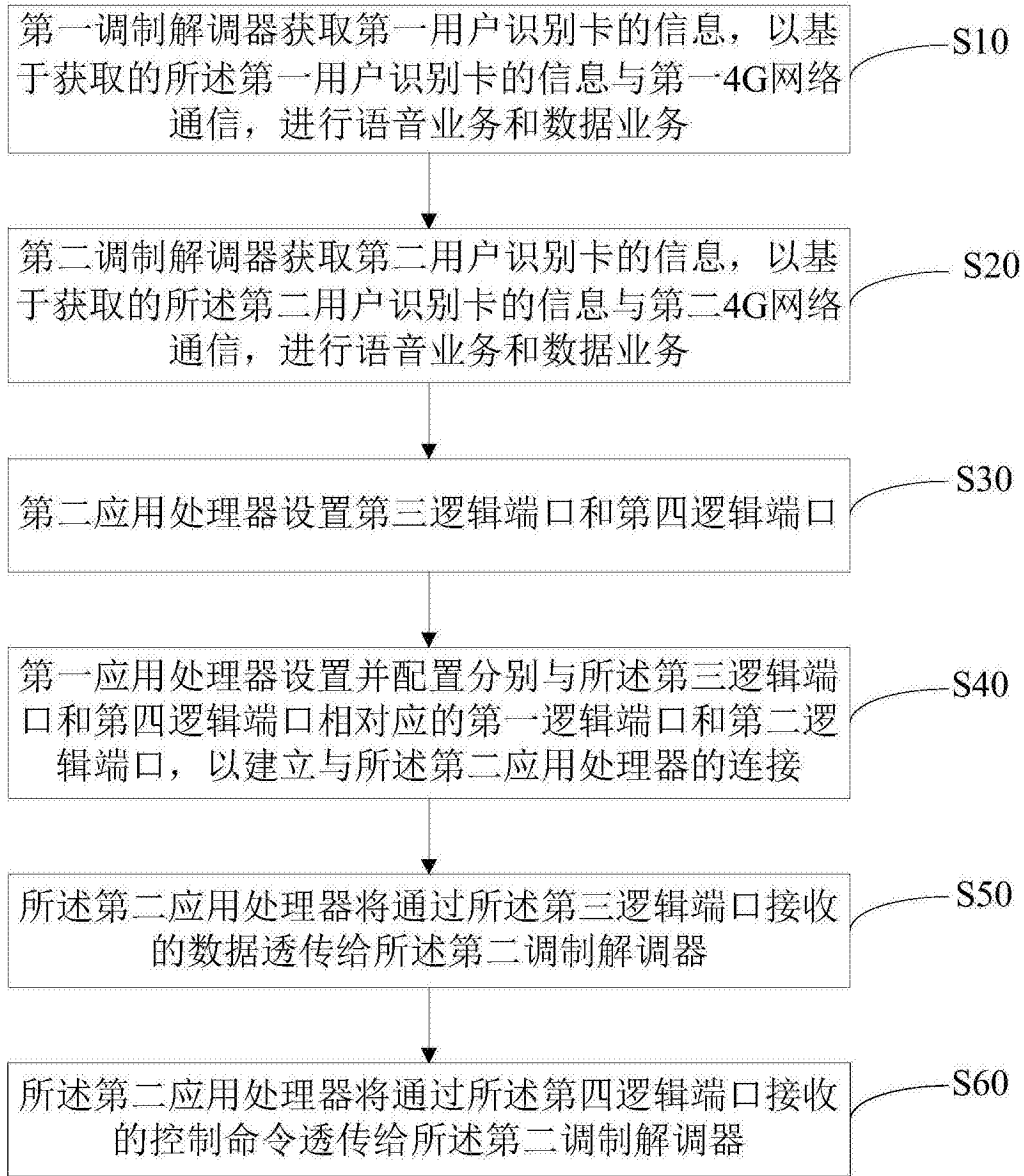 第一调制解调器获取第一用户识别卡的信息，以基
于获取的所述第一用户识别卡的信息与第一4G网络
通信，进行语音业务和数据业务
S10
第二调制解调器获取第二用户识别卡的信息，以基
于获取的所述第二用户识别卡的信息与第二4G网络
通信，进行语音业务和数据业务
S20
第二应用处理器设置第三逻辑端口和第四逻辑端口
S30
第一应用处理器设置并配置分别与所述第三逻辑端
口和第四逻辑端口相对应的第一逻辑端口和第二逻
辑端口，以建立与所述第二应用处理器的连接
S40
所述第二应用处理器将通过所述第三逻辑端口接收
的数据透传给所述第二调制解调器
S50
所述第二应用处理器将通过所述第四逻辑端口接收
的控制命令透传给所述第二调制解调器
S60